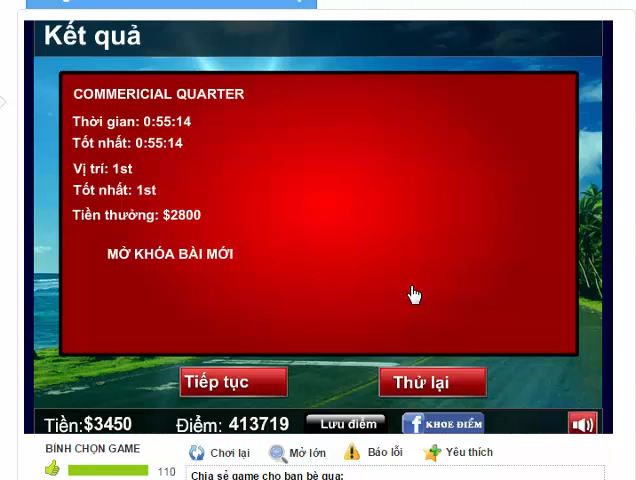 Kết quả
COMMERICIAL QUARTER
Thời gian: 0:55:14
Tốt nhất: 0:55:14
Vị trí: 1st
Tốt nhất: 1st
Tiền thưởng: $2800
MỞ KHÓA BÀI MỚI
Tiếp tục
Thử lại
Tiền:$3450 Điểm: 413719 Lưu điểm f KHOE ĐIỂM
BÌNH CHỌN GAME Chơi lại Mở lớn Báo lỗi Yêu thích
110
Chia sẻ game cho bạn bè qua: